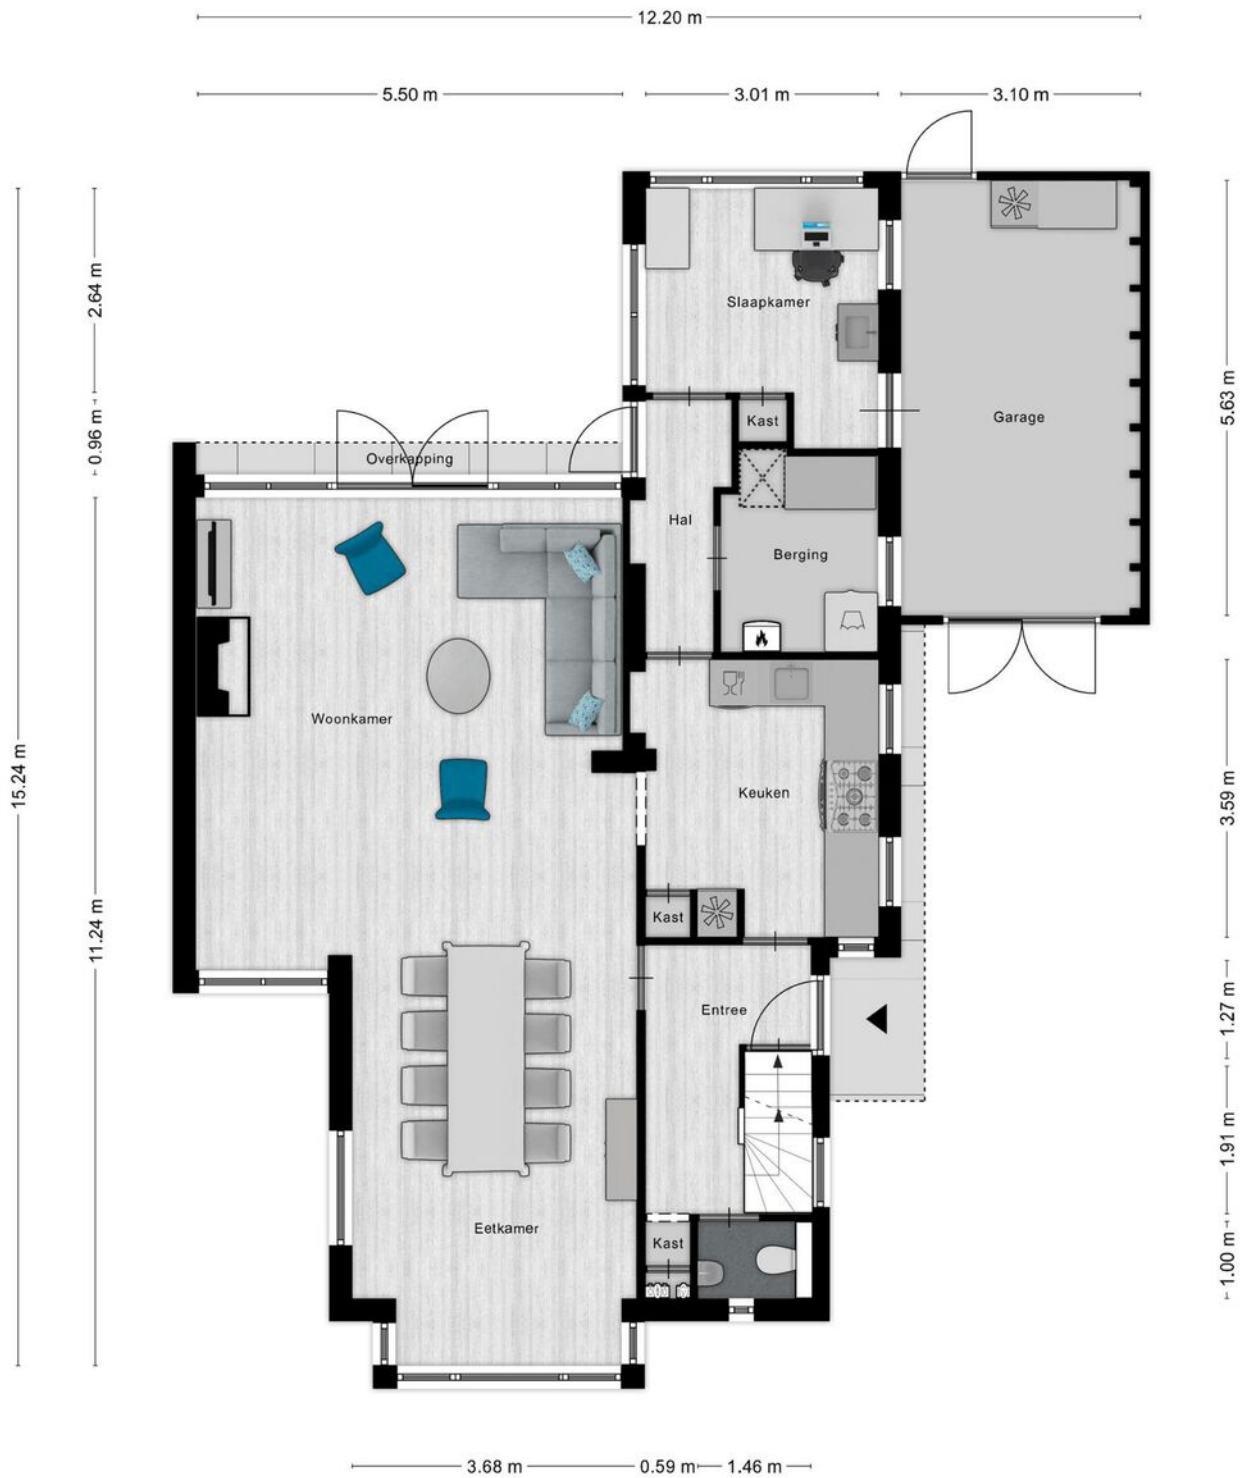 12.20 m
5.50 m
3.01 m
3.10 m
2.64 m
0.96 m
15.24 m
11.24 m
5.63 m
3.59 m
1.27 m
1.91 m
1.00 m
Slaapkamer
Kast
Garage
Overkapping
Hal
Berging
Woonkamer
Keuken
Kast
Entree
Eetkamer
Kast
3.68 m
0.59 m
1.46 m